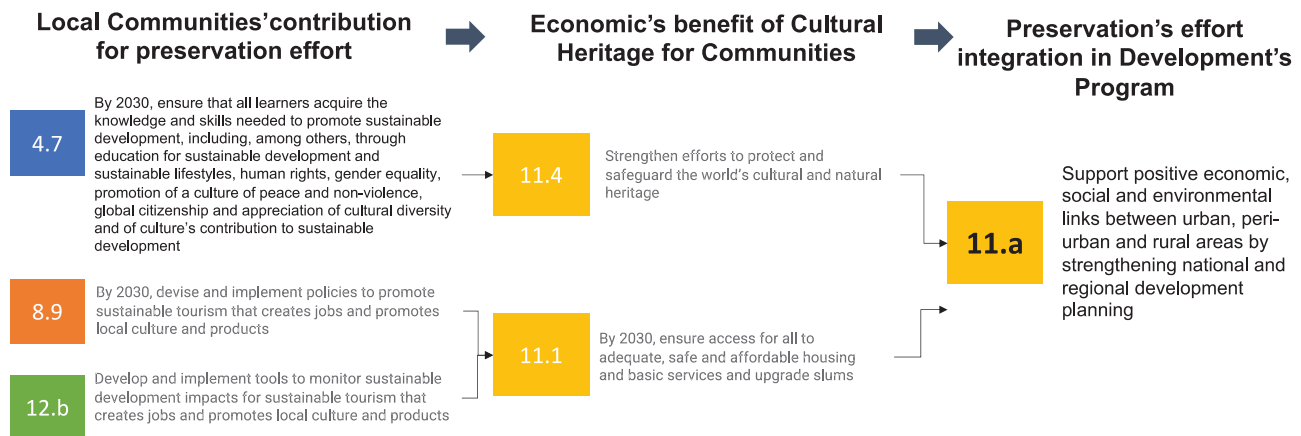 Local Communities’contribution
for preservation effort
Economic’s benefit of Cultural
Heritage for Communities
Preservation’s effort
integration in Development’s
Program
4.7
By 2030, ensure that all learners acquire the
knowledge and skills needed to promote sustainable
development, including, among others, through
education for sustainable development and
sustainable lifestyles, human rights, gender equality,
promotion of a culture of peace and non-violence,
global citizenship and appreciation of cultural diversity
and of culture’s contribution to sustainable
development
8.9
By 2030, devise and implement policies to promote
sustainable tourism that creates jobs and promotes
local culture and products
12.b
Develop and implement tools to monitor sustainable
development impacts for sustainable tourism that
creates jobs and promotes local culture and products
11.4
Strengthen efforts to protect and
safeguard the world’s cultural and natural
heritage
11.1
By 2030, ensure access for all to
adequate, safe and affordable housing
and basic services and upgrade slums
11.a
Support positive economic,
social and environmental
links between urban, peri-
urban and rural areas by
strengthening national and
regional development
planning